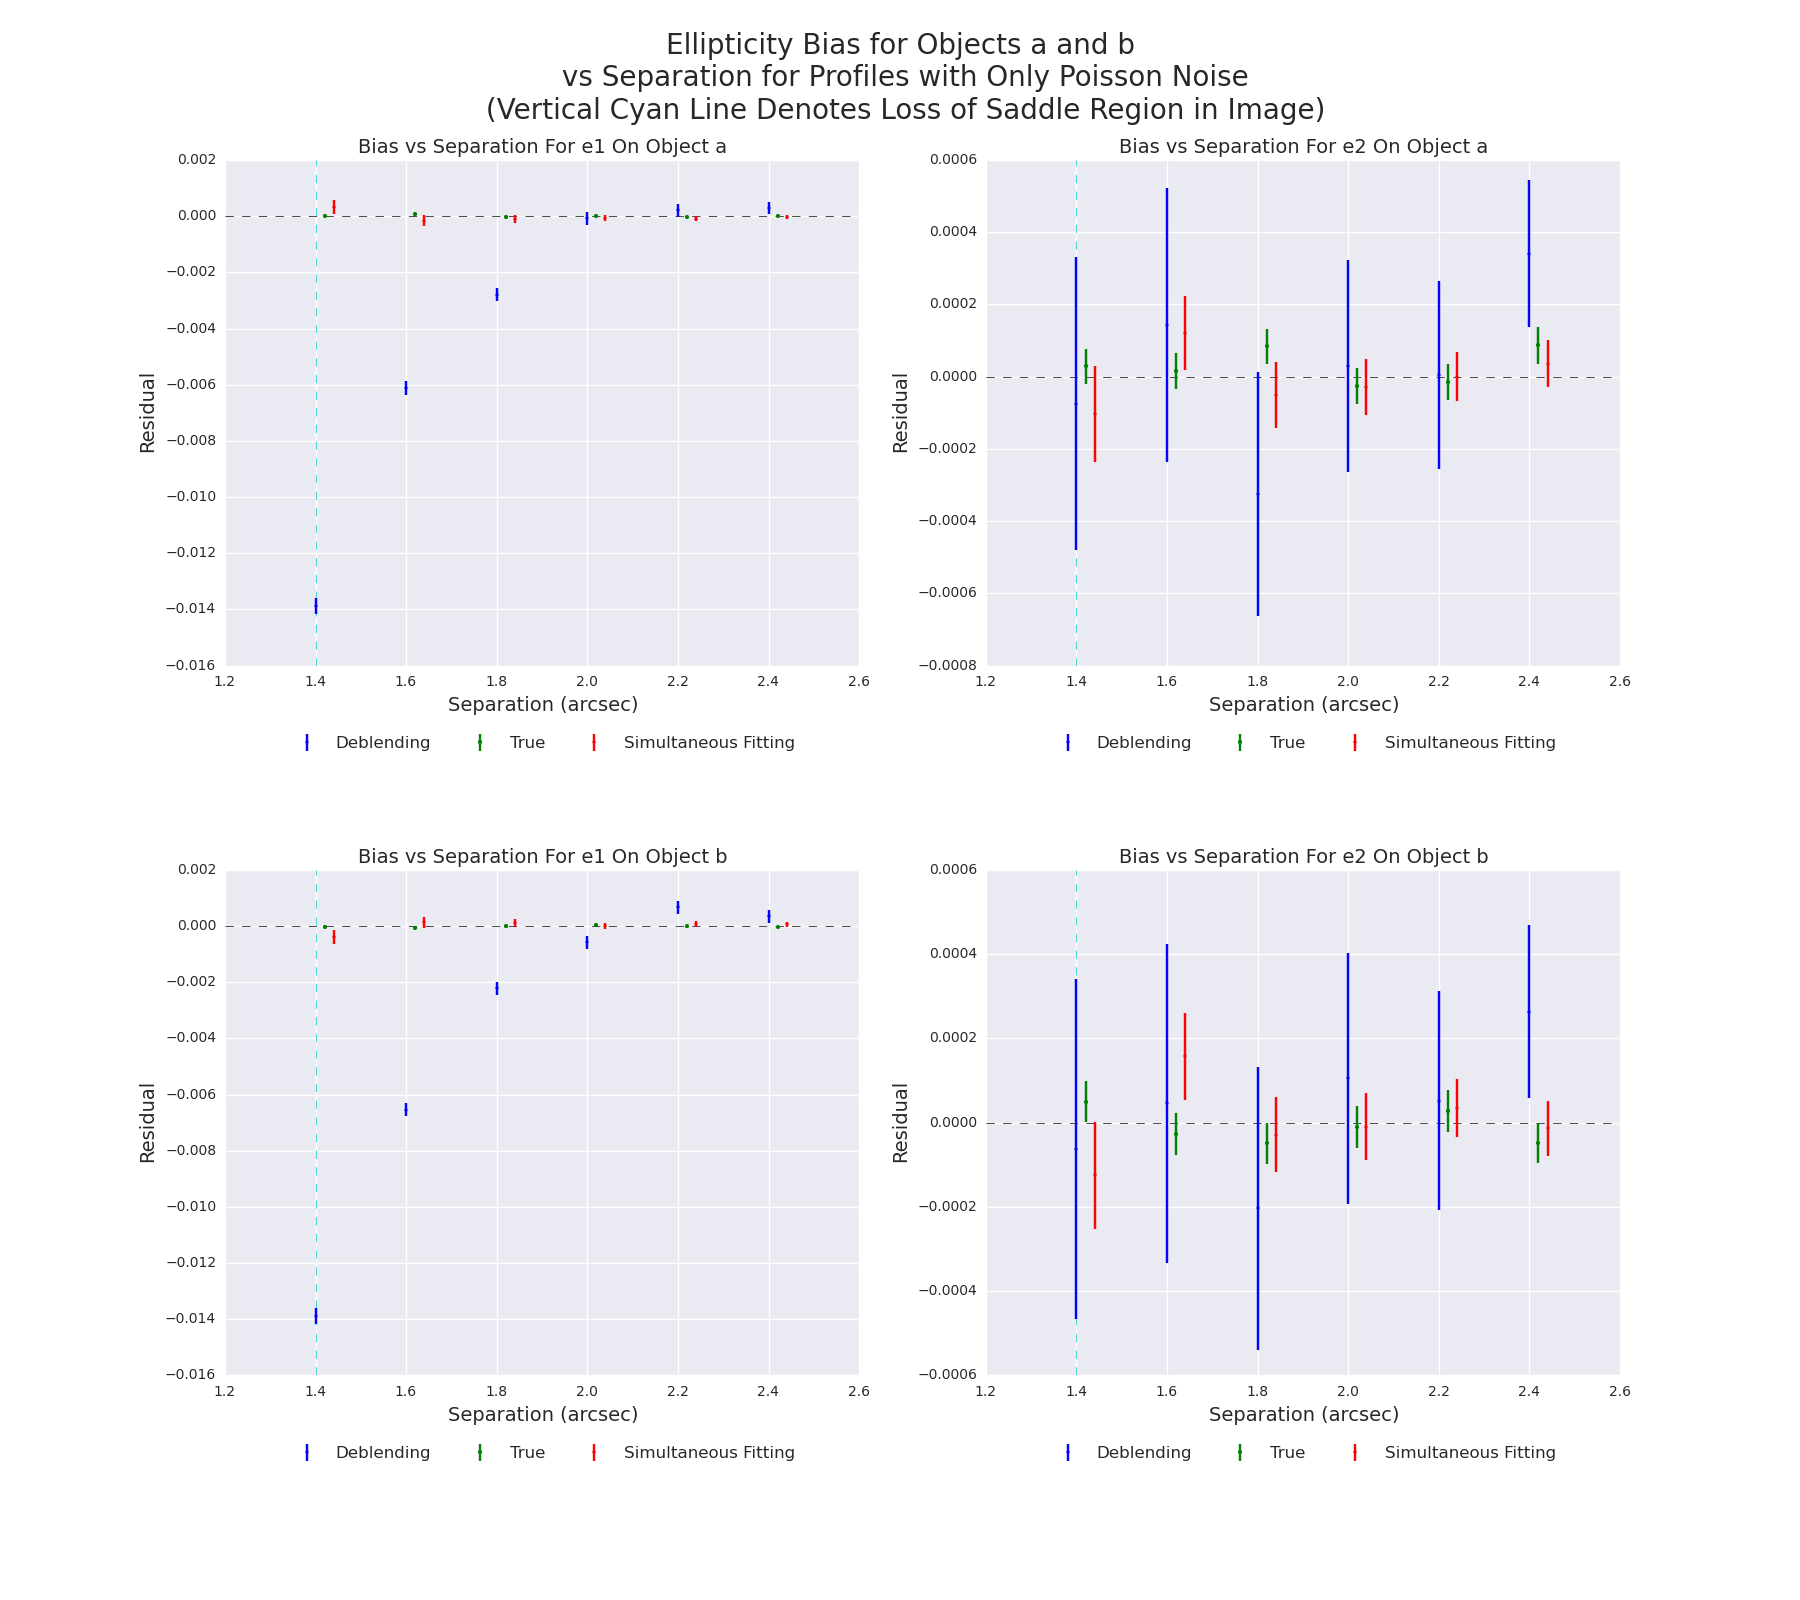 Ellipticity Bias for Objects a and b
vs Separation for Profiles with Only Poisson Noise
(Vertical Cyan Line Denotes Loss of Saddle Region in Image)
Bias vs Separation For e1 On Object a
0.002
0.000
−0.002
−0.004
−0.006
−0.008
−0.010
−0.012
−0.014
−0.016
Residual
1.2 1.4 1.6 1.8 2.0 2.2 2.4 2.6
Separation (arcsec)
Deblending True Simultaneous Fitting
Bias vs Separation For e2 On Object a
0.0006
0.0004
0.0002
0.0000
−0.0002
−0.0004
−0.0006
−0.0008
Residual
1.2 1.4 1.6 1.8 2.0 2.2 2.4 2.6
Separation (arcsec)
Deblending True Simultaneous Fitting
Bias vs Separation For e1 On Object b
0.002
0.000
−0.002
−0.004
−0.006
−0.008
−0.010
−0.012
−0.014
−0.016
Residual
1.2 1.4 1.6 1.8 2.0 2.2 2.4 2.6
Separation (arcsec)
Deblending True Simultaneous Fitting
Bias vs Separation For e2 On Object b
0.0006
0.0004
0.0002
0.0000
−0.0002
−0.0004
−0.0006
Residual
1.2 1.4 1.6 1.8 2.0 2.2 2.4 2.6
Separation (arcsec)
Deblending True Simultaneous Fitting